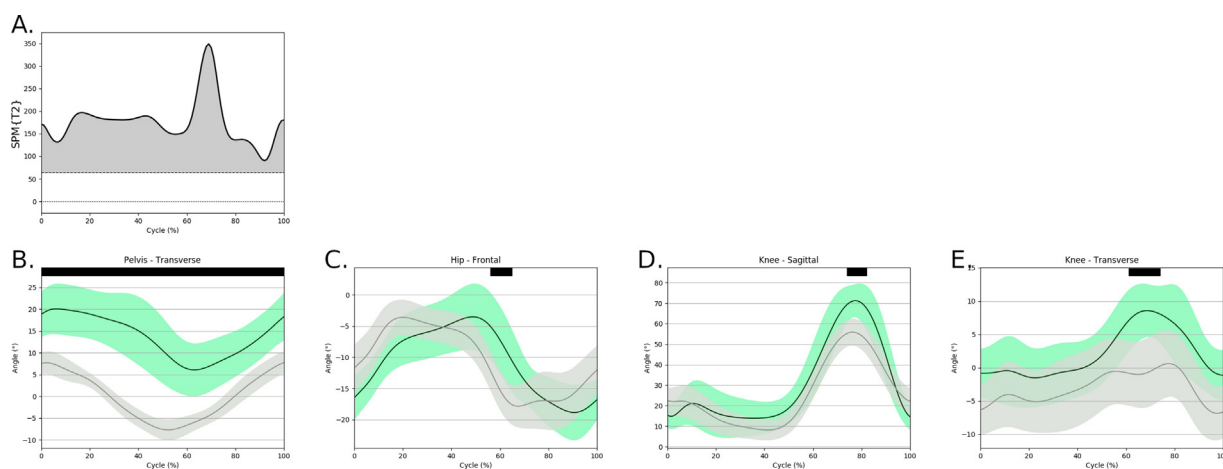 A.
SPM{T2}
350
300
250
200
150
100
50
0
0 20 40 60 80 100
Cycle (%)
B. Pelvis - Transverse
Angle (°)
25
20
15
10
5
0
−5
−10
0 20 40 60 80 100
Cycle (%)
C. Hip - Frontal
Angle (°)
0
−5
−10
−15
−20
0 20 40 60 80 100
Cycle (%)
D. Knee - Sagittal
Angle (°)
80
70
60
50
40
30
20
10
0
0 20 40 60 80 100
Cycle (%)
E. Knee - Transverse
Angle (°)
15
10
5
0
−5
−10
0 20 40 60 80 100
Cycle (%)